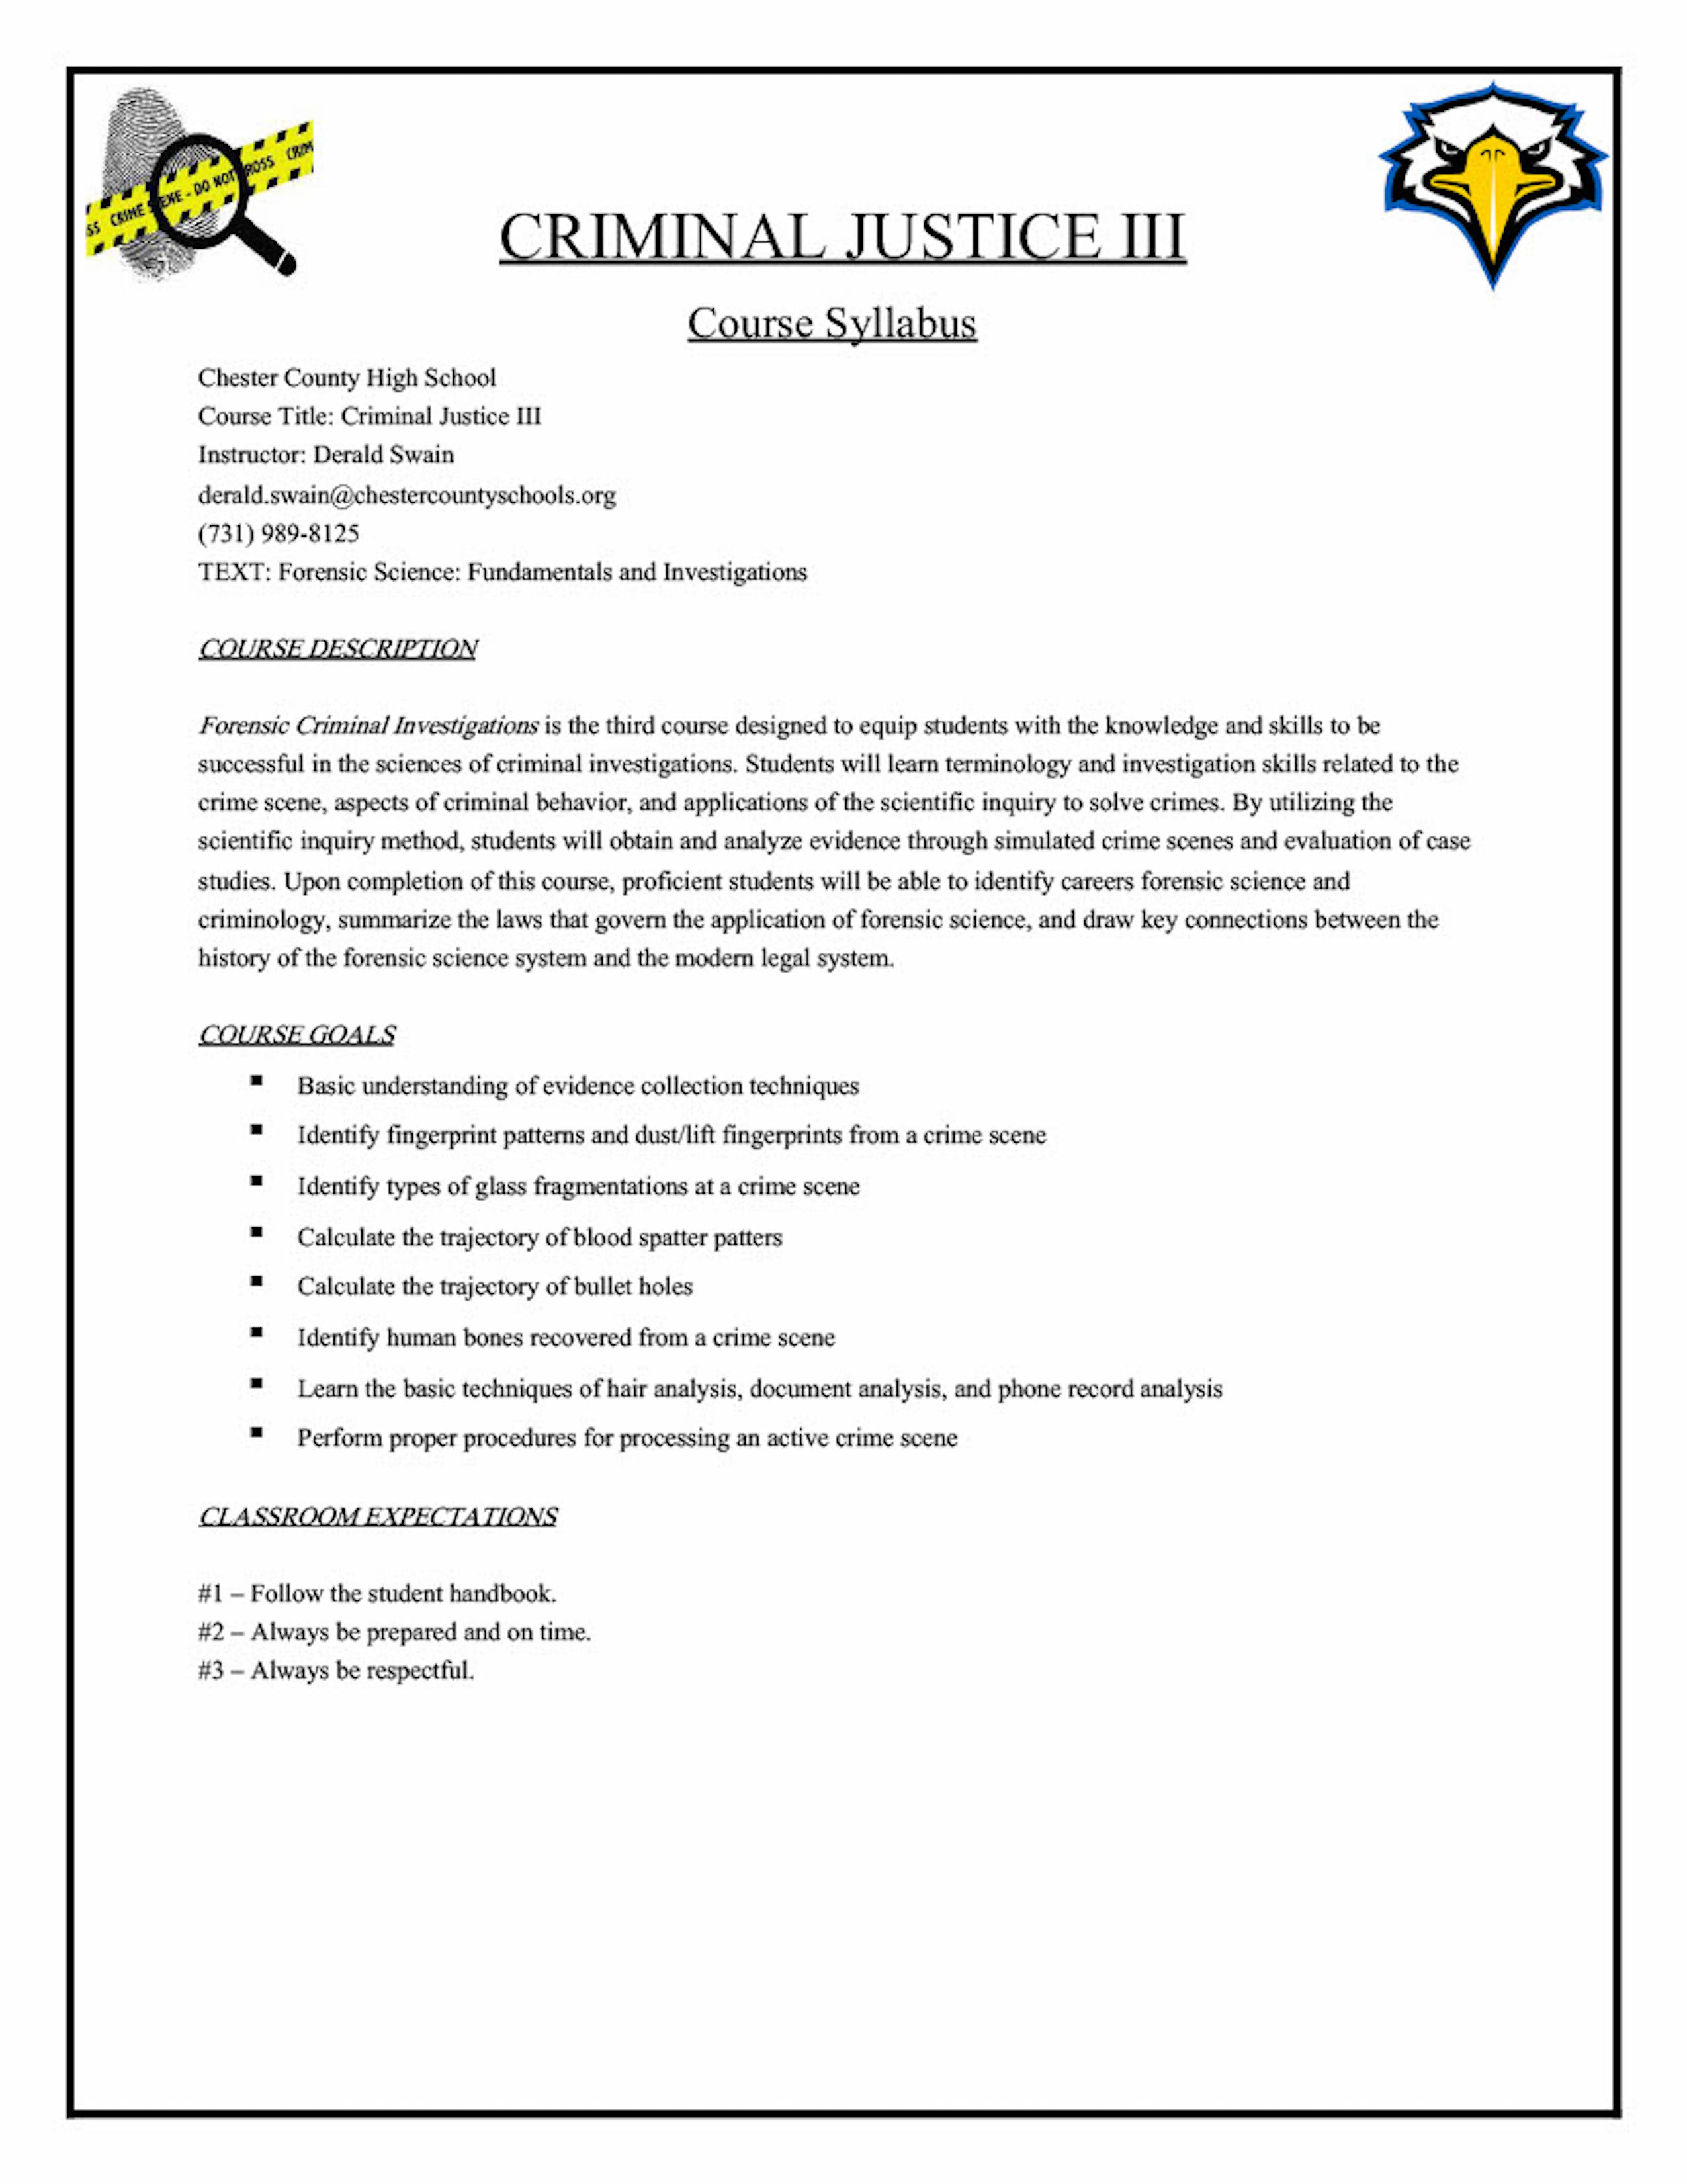 SS CRIME SCENE - DO NOT CROSS CRIM
CRIMINAL JUSTICE III
Course Syllabus
Chester County High School
Course Title: Criminal Justice III
Instructor: Derald Swain
derald.swain@chestercountyschools.org
(731) 989-8125
TEXT: Forensic Science: Fundamentals and Investigations
COURSE DESCRIPTION
Forensic Criminal Investigations is the third course designed to equip students with the knowledge and skills to be
successful in the sciences of criminal investigations. Students will learn terminology and investigation skills related to the
crime scene, aspects of criminal behavior, and applications of the scientific inquiry to solve crimes. By utilizing the
scientific inquiry method, students will obtain and analyze evidence through simulated crime scenes and evaluation of case
studies. Upon completion of this course, proficient students will be able to identify careers forensic science and
criminology, summarize the laws that govern the application of forensic science, and draw key connections between the
history of the forensic science system and the modern legal system.
COURSE GOALS
▪ Basic understanding of evidence collection techniques
▪ Identify fingerprint patterns and dust/lift fingerprints from a crime scene
▪ Identify types of glass fragmentations at a crime scene
▪ Calculate the trajectory of blood spatter patters
▪ Calculate the trajectory of bullet holes
▪ Identify human bones recovered from a crime scene
▪ Learn the basic techniques of hair analysis, document analysis, and phone record analysis
▪ Perform proper procedures for processing an active crime scene
CLASSROOM EXPECTATIONS
#1 – Follow the student handbook.
#2 – Always be prepared and on time.
#3 – Always be respectful.